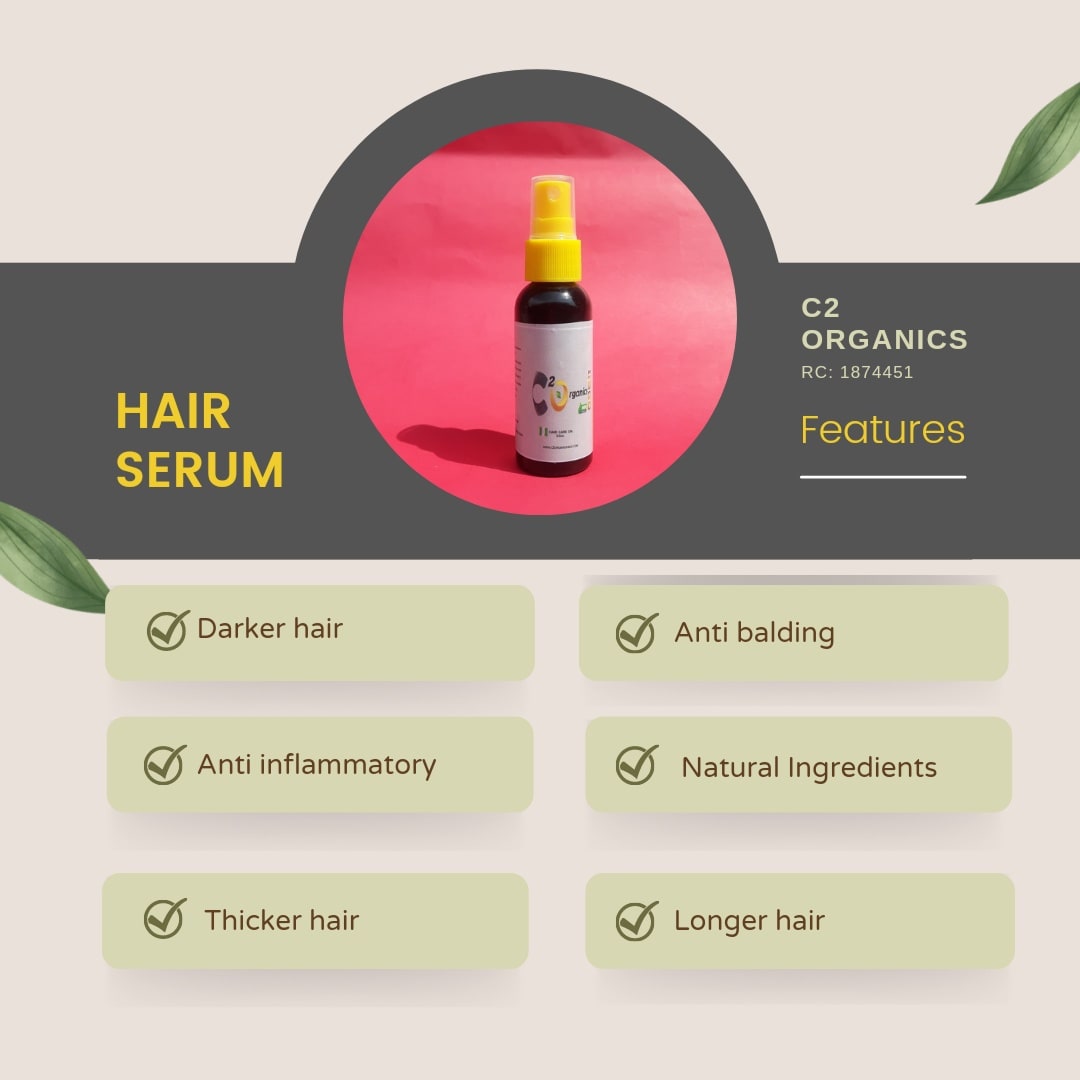 C2
ORGANICS
RC: 1874451
HAIR
SERUM
Features
C2Organics
Darker hair
Anti balding
Anti inflammatory
Natural Ingredients
Thicker hair
Longer hair